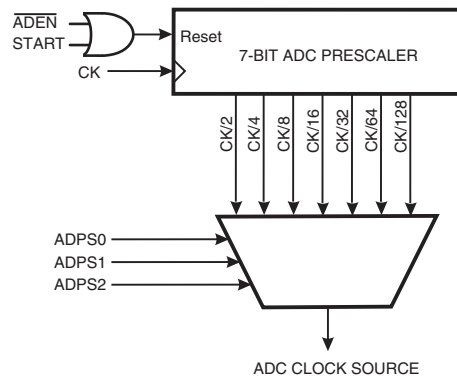 ADEN
START
Reset
7-BIT ADC PRESCALER
CK
CK/2
CK/4
CK/8
CK/16
CK/32
CK/64
CK/128
ADPS0
ADPS1
ADPS2
ADC CLOCK SOURCE